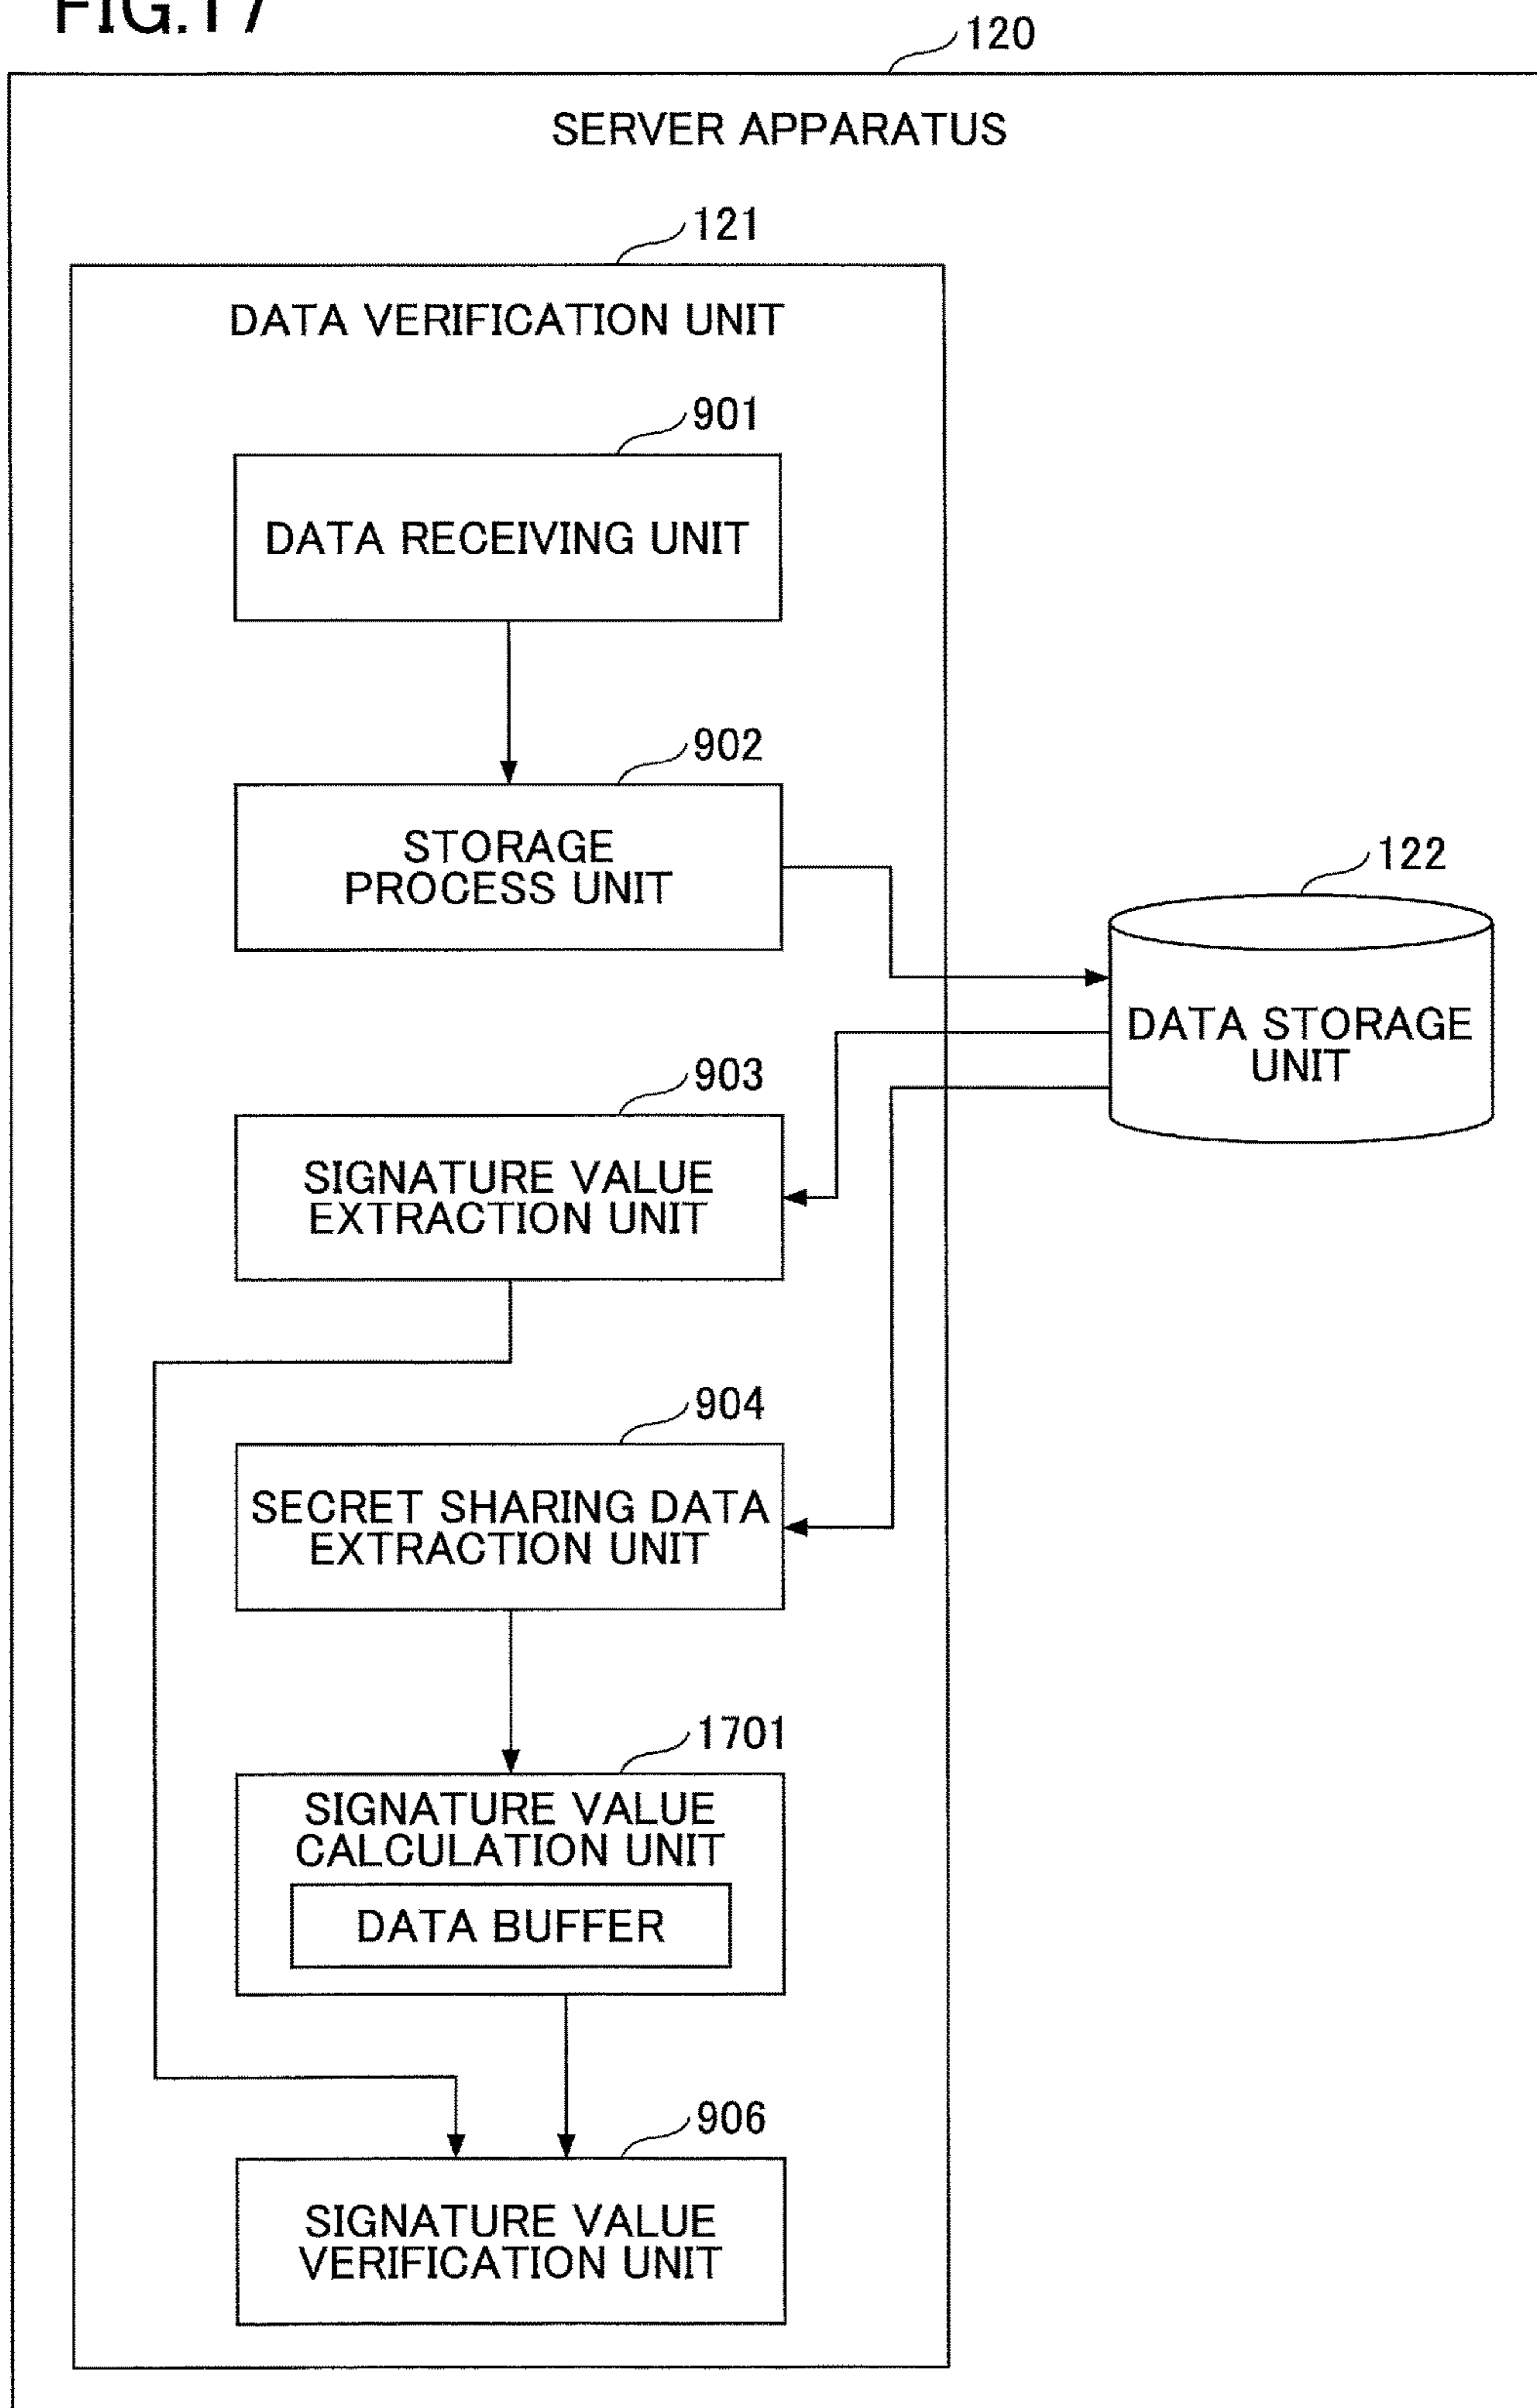 FIG.17
120
SERVER APPARATUS
121
DATA VERIFICATION UNIT
901
DATA RECEIVING UNIT
902
STORAGE
PROCESS UNIT
122
DATA STORAGE
UNIT
903
SIGNATURE VALUE
EXTRACTION UNIT
904
SECRET SHARING DATA
EXTRACTION UNIT
1701
SIGNATURE VALUE
CALCULATION UNIT
DATA BUFFER
906
SIGNATURE VALUE
VERIFICATION UNIT